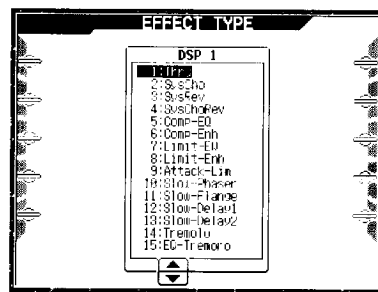 EFFECT TYPE
DSP 1
1:
2:SysCho
3:SysRev
4:SysChoRev
5:Comp-EQ
6:Comp-Enh
7:Limit-EQ
8:Limit-Enh
9:Attack-Lim
10:Slow-Phaser
11:Slow-Flange
12:Slow-Delay1
13:Slow-Delay2
14:Tremolo
15:EQ-Tremoro